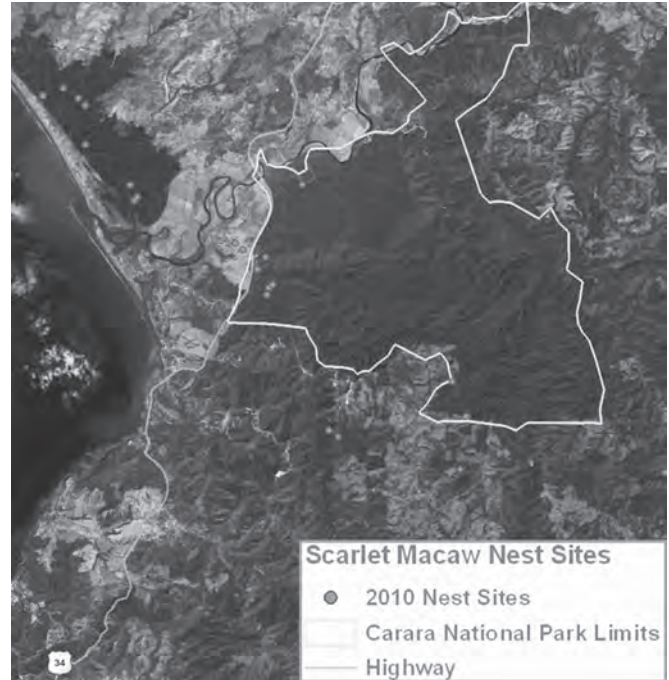 Scarlet Macaw Nest Sites
2010 Nest Sites
Carara National Park Limits
Highway
34